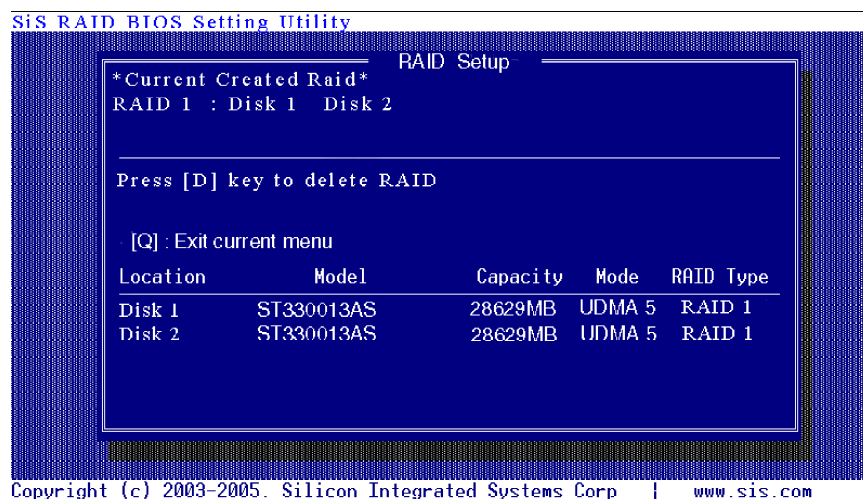 SiS RAID BIOS Setting Utility
RAID Setup
*Current Created Raid*
RAID 1 : Disk 1 Disk 2
Press [D] key to delete RAID
[Q] : Exit current menu
Location Model Capacity Mode RAID Type
Disk 1 ST330013AS 28629MB UDMA 5 RAID 1
Disk 2 ST330013AS 28629MB UDMA 5 RAID 1
Copyright (c) 2003-2005. Silicon Integrated Systems Corp | www.sis.com